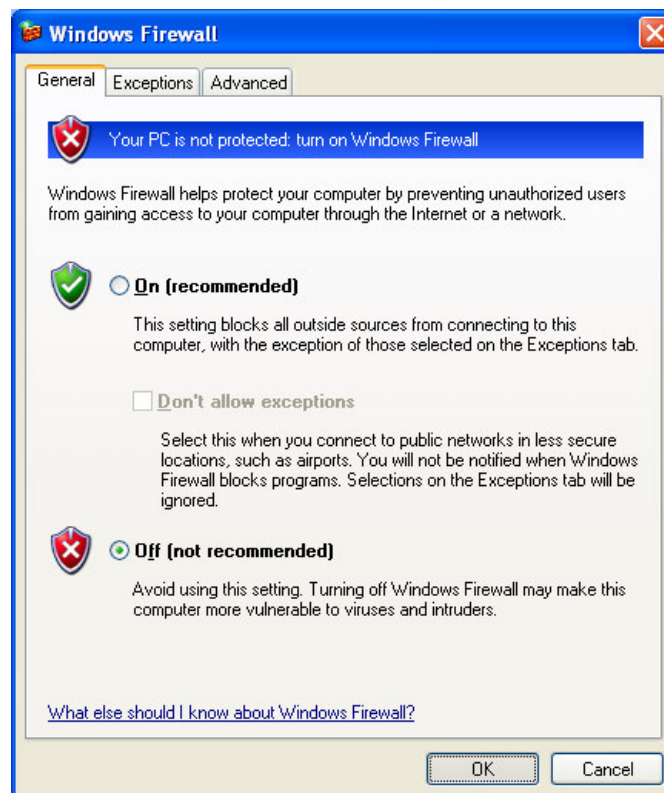 Windows Firewall
General Exceptions Advanced
Your PC is not protected: turn on Windows Firewall
Windows Firewall helps protect your computer by preventing unauthorized users
from gaining access to your computer through the Internet or a network.
On (recommended)
This setting blocks all outside sources from connecting to this
computer, with the exception of those selected on the Exceptions tab.
Don't allow exceptions
Select this when you connect to public networks in less secure
locations, such as airports. You will not be notified when Windows
Firewall blocks programs. Selections on the Exceptions tab will be
ignored.
Off (not recommended)
Avoid using this setting. Turning off Windows Firewall may make this
computer more vulnerable to viruses and intruders.
What else should I know about Windows Firewall?
OK Cancel